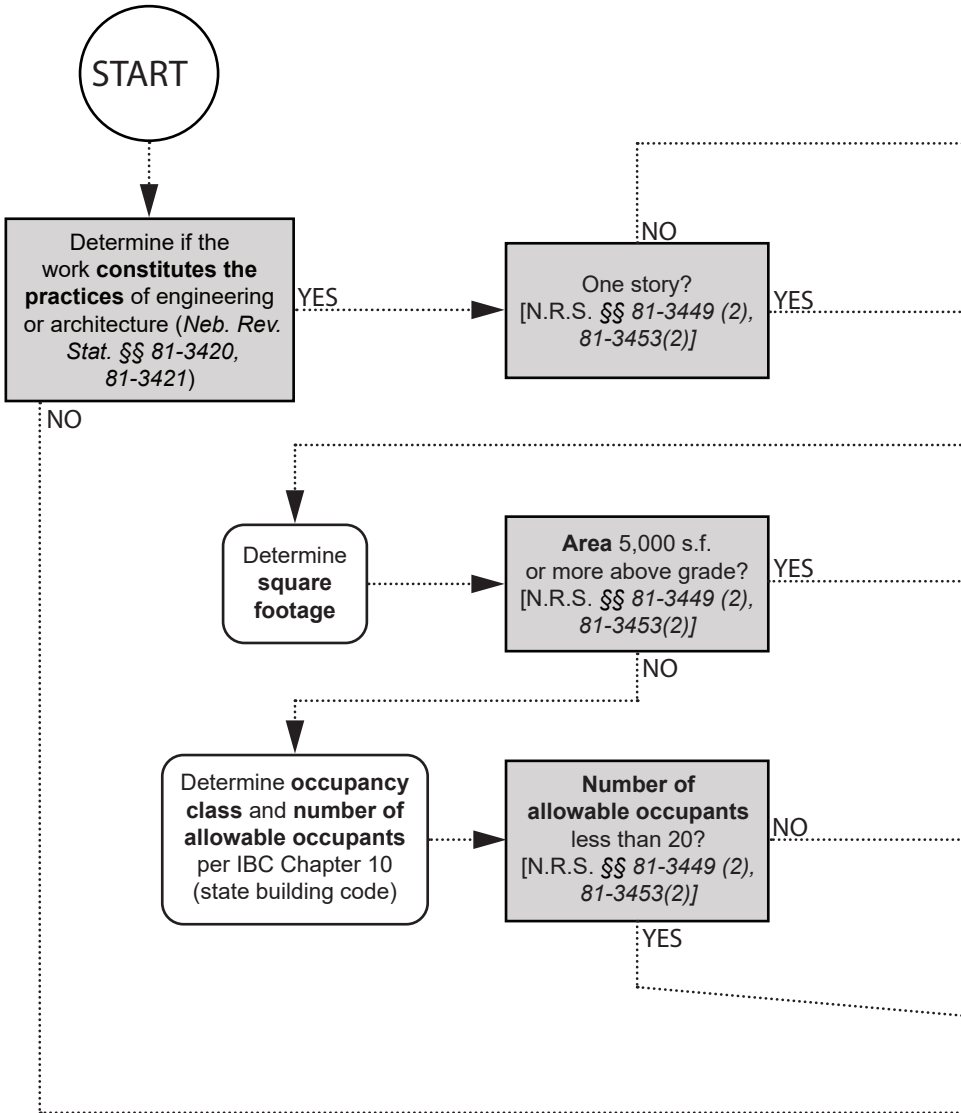 START
Determine if the
work constitutes the
practices of engineering
or architecture (Neb. Rev.
Stat. §§ 81-3420,
81-3421)
YES
NO
One story?
[N.R.S. §§ 81-3449 (2),
81-3453(2)]
NO
YES
Determine
square
footage
Area 5,000 s.f.
or more above grade?
[N.R.S. §§ 81-3449 (2),
81-3453(2)]
YES
NO
Determine occupancy
class and number of
allowable occupants
per IBC Chapter 10
(state building code)
Number of
allowable occupants
less than 20?
[N.R.S. §§ 81-3449 (2),
81-3453(2)]
NO
YES